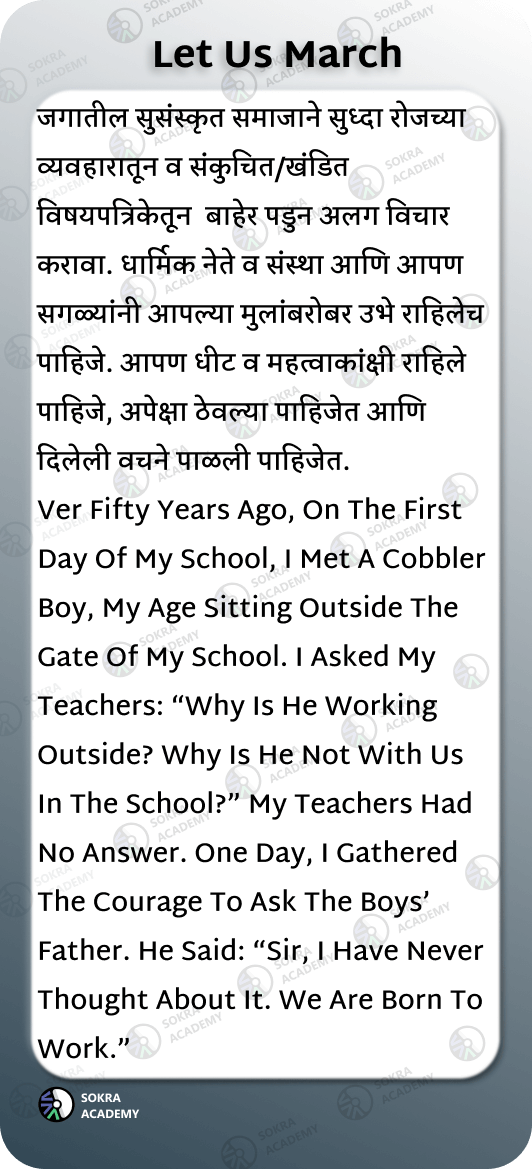 Let Us March
जगातील सुसंस्कृत समाजाने सुध्दा रोजच्या
व्यवहारातून व संकुचित/खंडित
विषयपत्रिकेतून बाहेर पडुन अलग विचार
करावा. धार्मिक नेते व संस्था आणि आपण
सगळ्यांनी आपल्या मुलांबरोबर उभे राहिलेच
पाहिजे. आपण धीट व महत्वाकांक्षी राहिले
पाहिजे, अपेक्षा ठेवल्या पाहिजेत आणि
दिलेली वचने पाळली पाहिजेत.
Ver Fifty Years Ago, On The First
Day Of My School, I Met A Cobbler
Boy, My Age Sitting Outside The
Gate Of My School. I Asked My
Teachers: “Why Is He Working
Outside? Why Is He Not With Us
In The School?” My Teachers Had
No Answer. One Day, I Gathered
The Courage To Ask The Boys’
Father. He Said: “Sir, I Have Never
Thought About It. We Are Born To
Work.”
SOKRA
ACADEMY